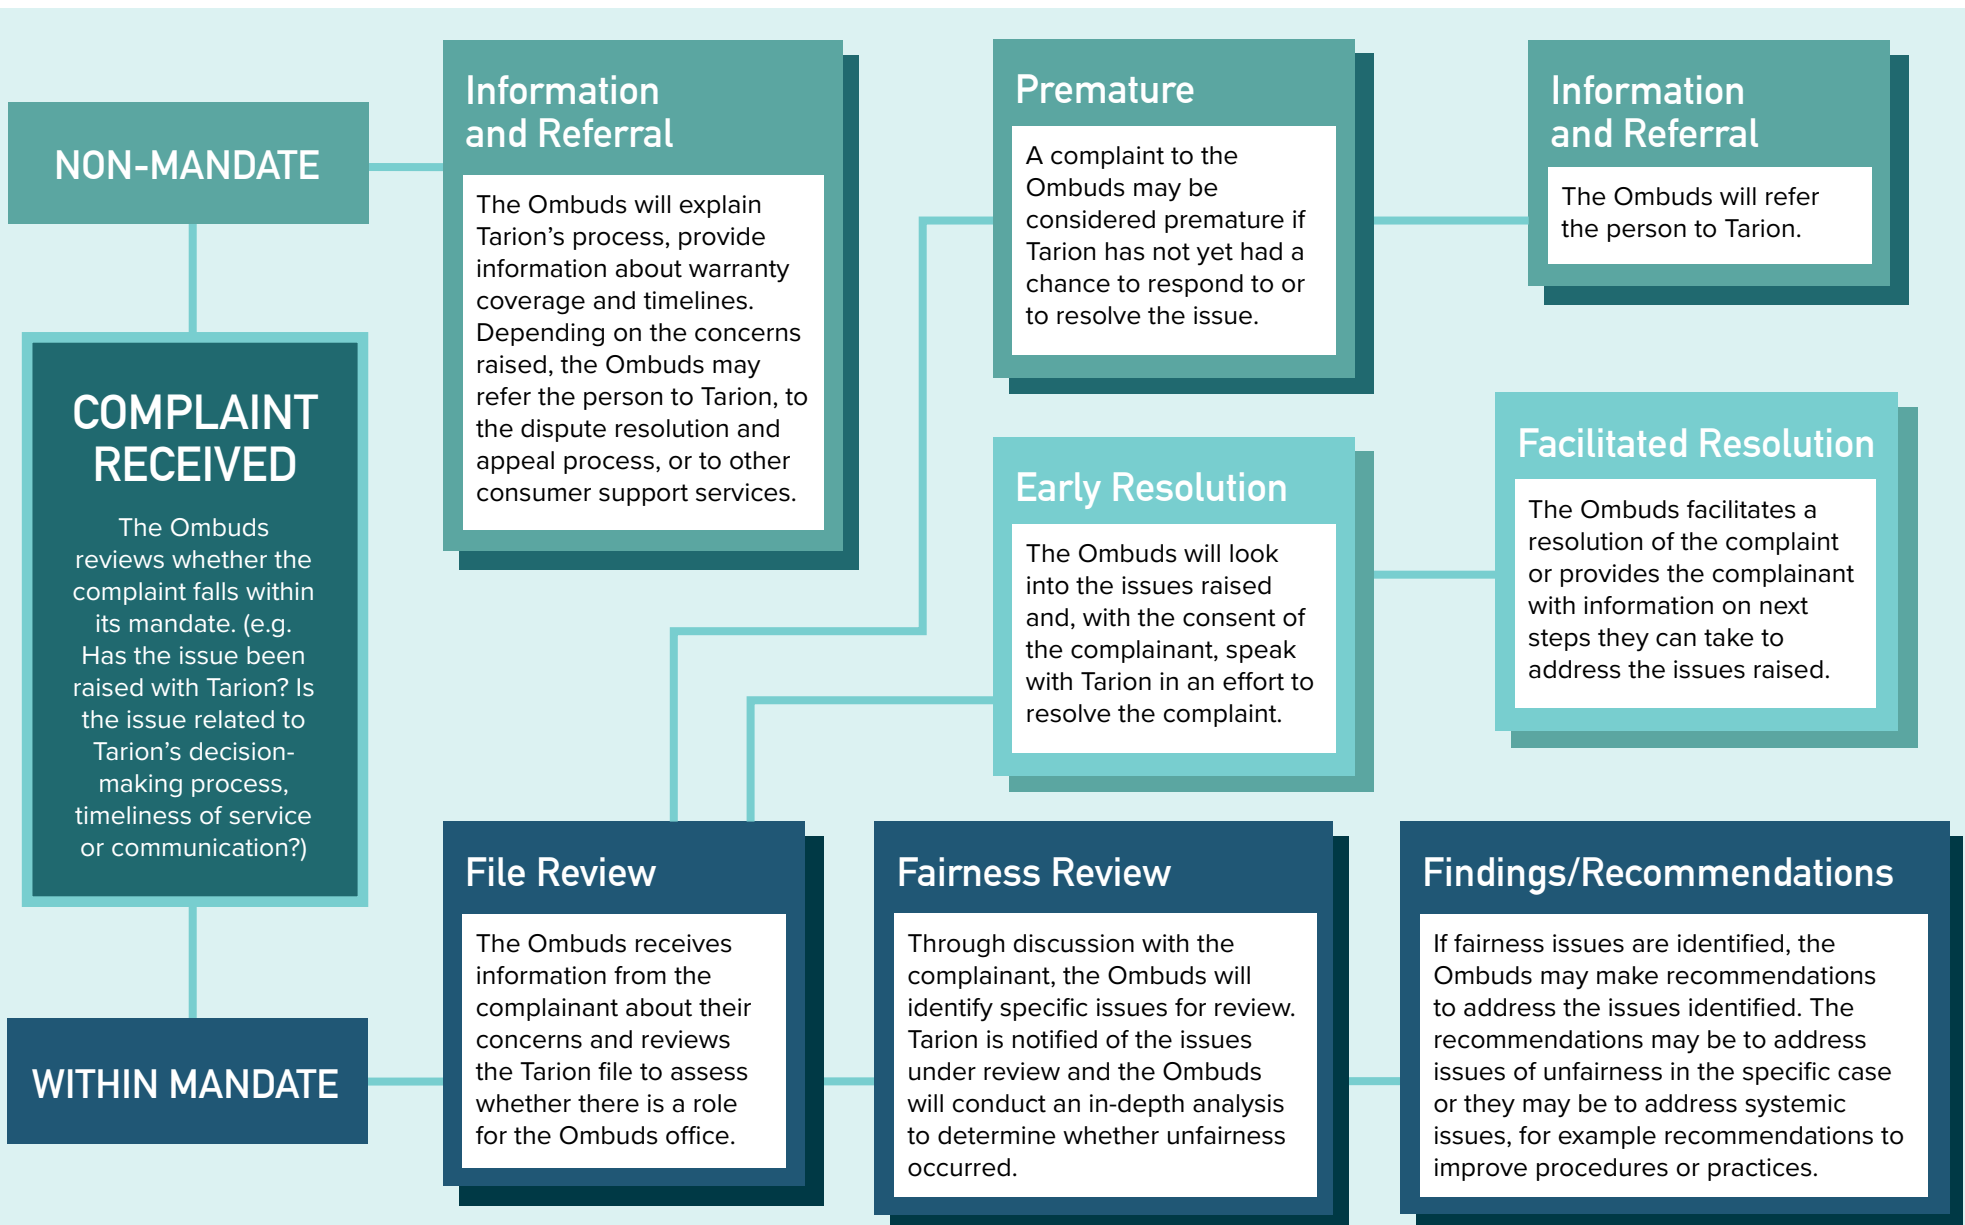 NON-MANDATE
COMPLAINT
RECEIVED
The Ombuds
reviews whether the
complaint falls within
its mandate. (e.g.
Has the issue been
raised with Tarion? Is
the issue related to
Tarion’s decision-
making process,
timeliness of service
or communication?)
WITHIN MANDATE
Information
and Referral
The Ombuds will explain
Tarion’s process, provide
information about warranty
coverage and timelines.
Depending on the concerns
raised, the Ombuds may
refer the person to Tarion, to
the dispute resolution and
appeal process, or to other
consumer support services.
Premature
A complaint to the
Ombuds may be
considered premature if
Tarion has not yet had a
chance to respond to or
to resolve the issue.
Information
and Referral
The Ombuds will refer
the person to Tarion.
Early Resolution
The Ombuds will look
into the issues raised
and, with the consent of
the complainant, speak
with Tarion in an effort to
resolve the complaint.
Facilitated Resolution
The Ombuds facilitates a
resolution of the complaint
or provides the complainant
with information on next
steps they can take to
address the issues raised.
File Review
The Ombuds receives
information from the
complainant about their
concerns and reviews
the Tarion file to assess
whether there is a role
for the Ombuds office.
Fairness Review
Through discussion with the
complainant, the Ombuds will
identify specific issues for review.
Tarion is notified of the issues
under review and the Ombuds
will conduct an in-depth analysis
to determine whether unfairness
occurred.
Findings/Recommendations
If fairness issues are identified, the
Ombuds may make recommendations
to address the issues identified. The
recommendations may be to address
issues of unfairness in the specific case
or they may be to address systemic
issues, for example recommendations to
improve procedures or practices.